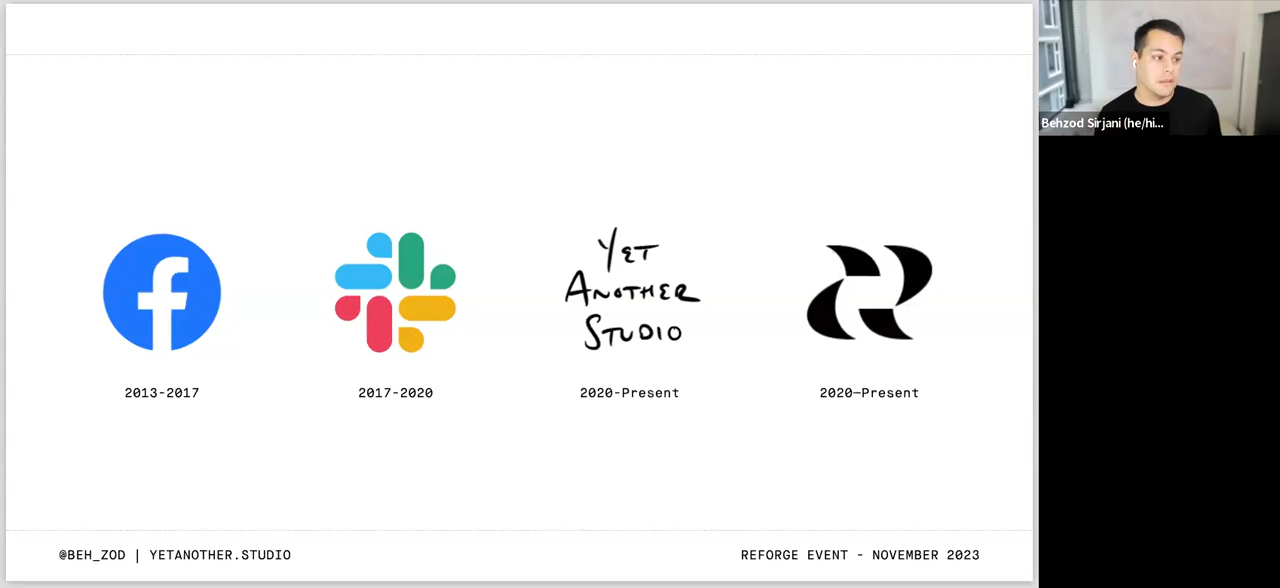 Behzod Sirjani (he/hi...
YET
ANOTHER
STUDIO
2013-2017
2017-2020
2020-Present
2020—Present
@BEH_ZOD | YETANOTHER.STUDIO
REFORGE EVENT - NOVEMBER 2023